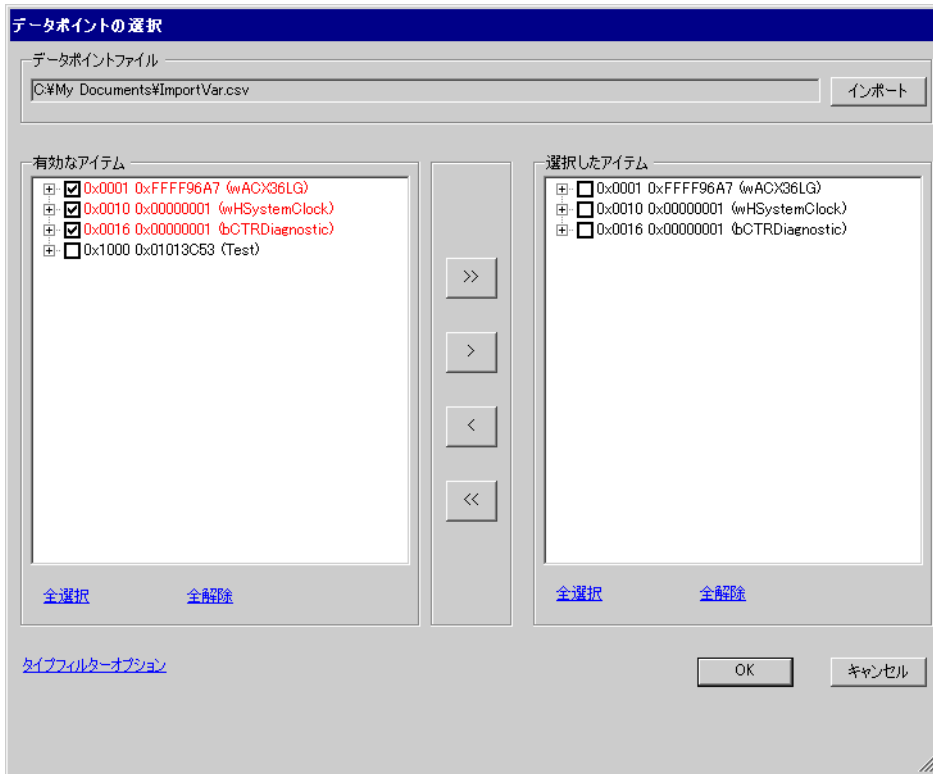 データポイントの選択
データポイントファイル
C:¥My Documents¥ImportVar.csv
インポート
有効なアイテム
0x0001 0xFFFF96A7 (wACX36LG)
0x0010 0x00000001 (wHSystemClock)
0x0016 0x00000001 (bCTRDiagnostic)
0x1000 0x01013C53 (Test)
全選択 全解除
>>
>
<
<<
選択したアイテム
0x0001 0xFFFF96A7 (wACX36LG)
0x0010 0x00000001 (wHSystemClock)
0x0016 0x00000001 (bCTRDiagnostic)
全選択 全解除
タイプフィルターオプション
OK キャンセル